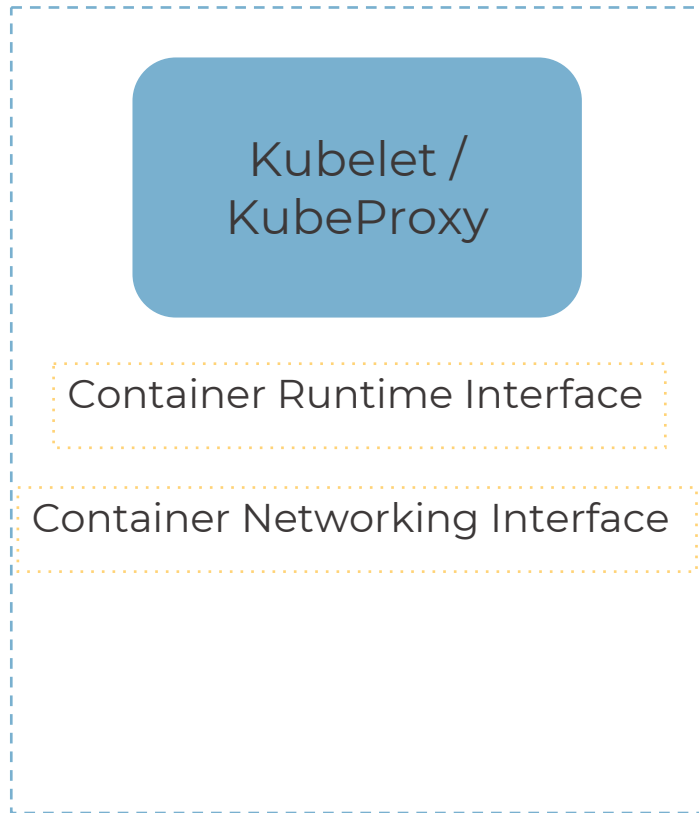 Kubelet /
KubeProxy
Container Runtime Interface
Container Networking Interface